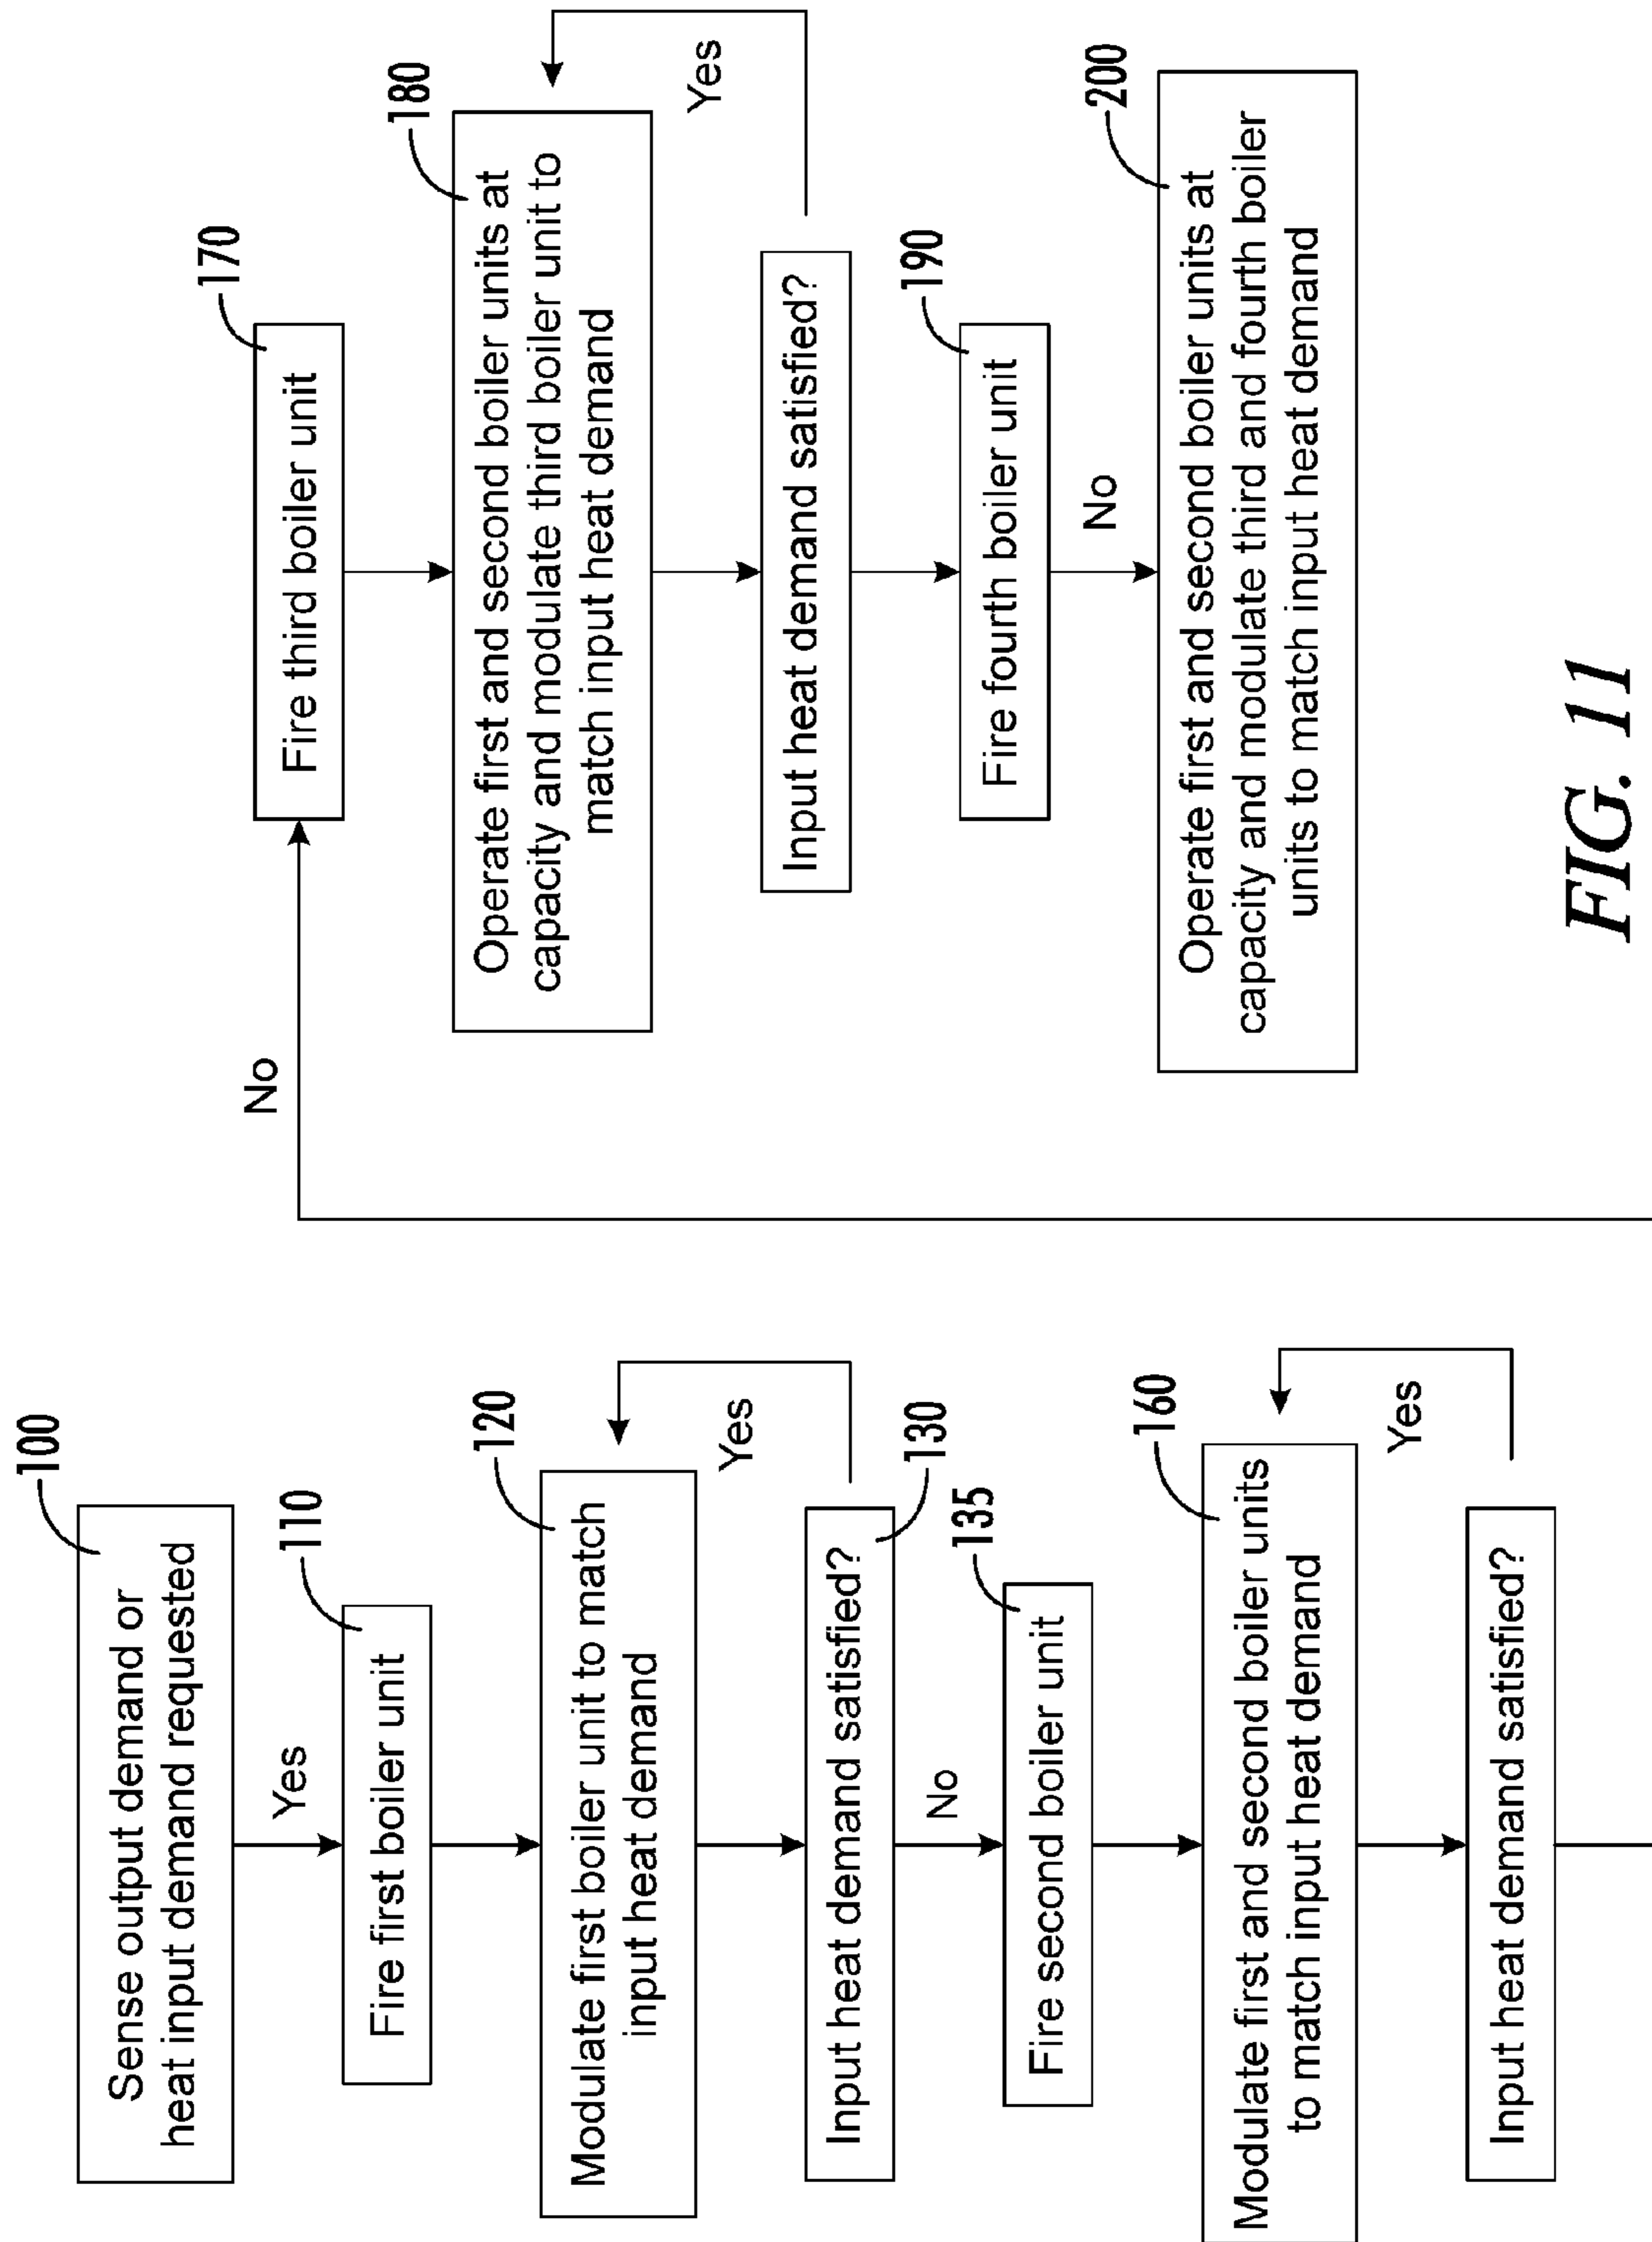 100
Sense output demand or
heat input demand requested
Yes
110
Fire first boiler unit
120
Modulate first boiler unit to match
input heat demand
Yes
130
Input heat demand satisfied?
No
135
Fire second boiler unit
160
Modulate first and second boiler units
to match input heat demand
Yes
Input heat demand satisfied?
No
170
Fire third boiler unit
180
Operate first and second boiler units at
capacity and modulate third boiler unit to
match input heat demand
Yes
Input heat demand satisfied?
190
Fire fourth boiler unit
No
200
Operate first and second boiler units at
capacity and modulate third and fourth boiler
units to match input heat demand
FIG. 11